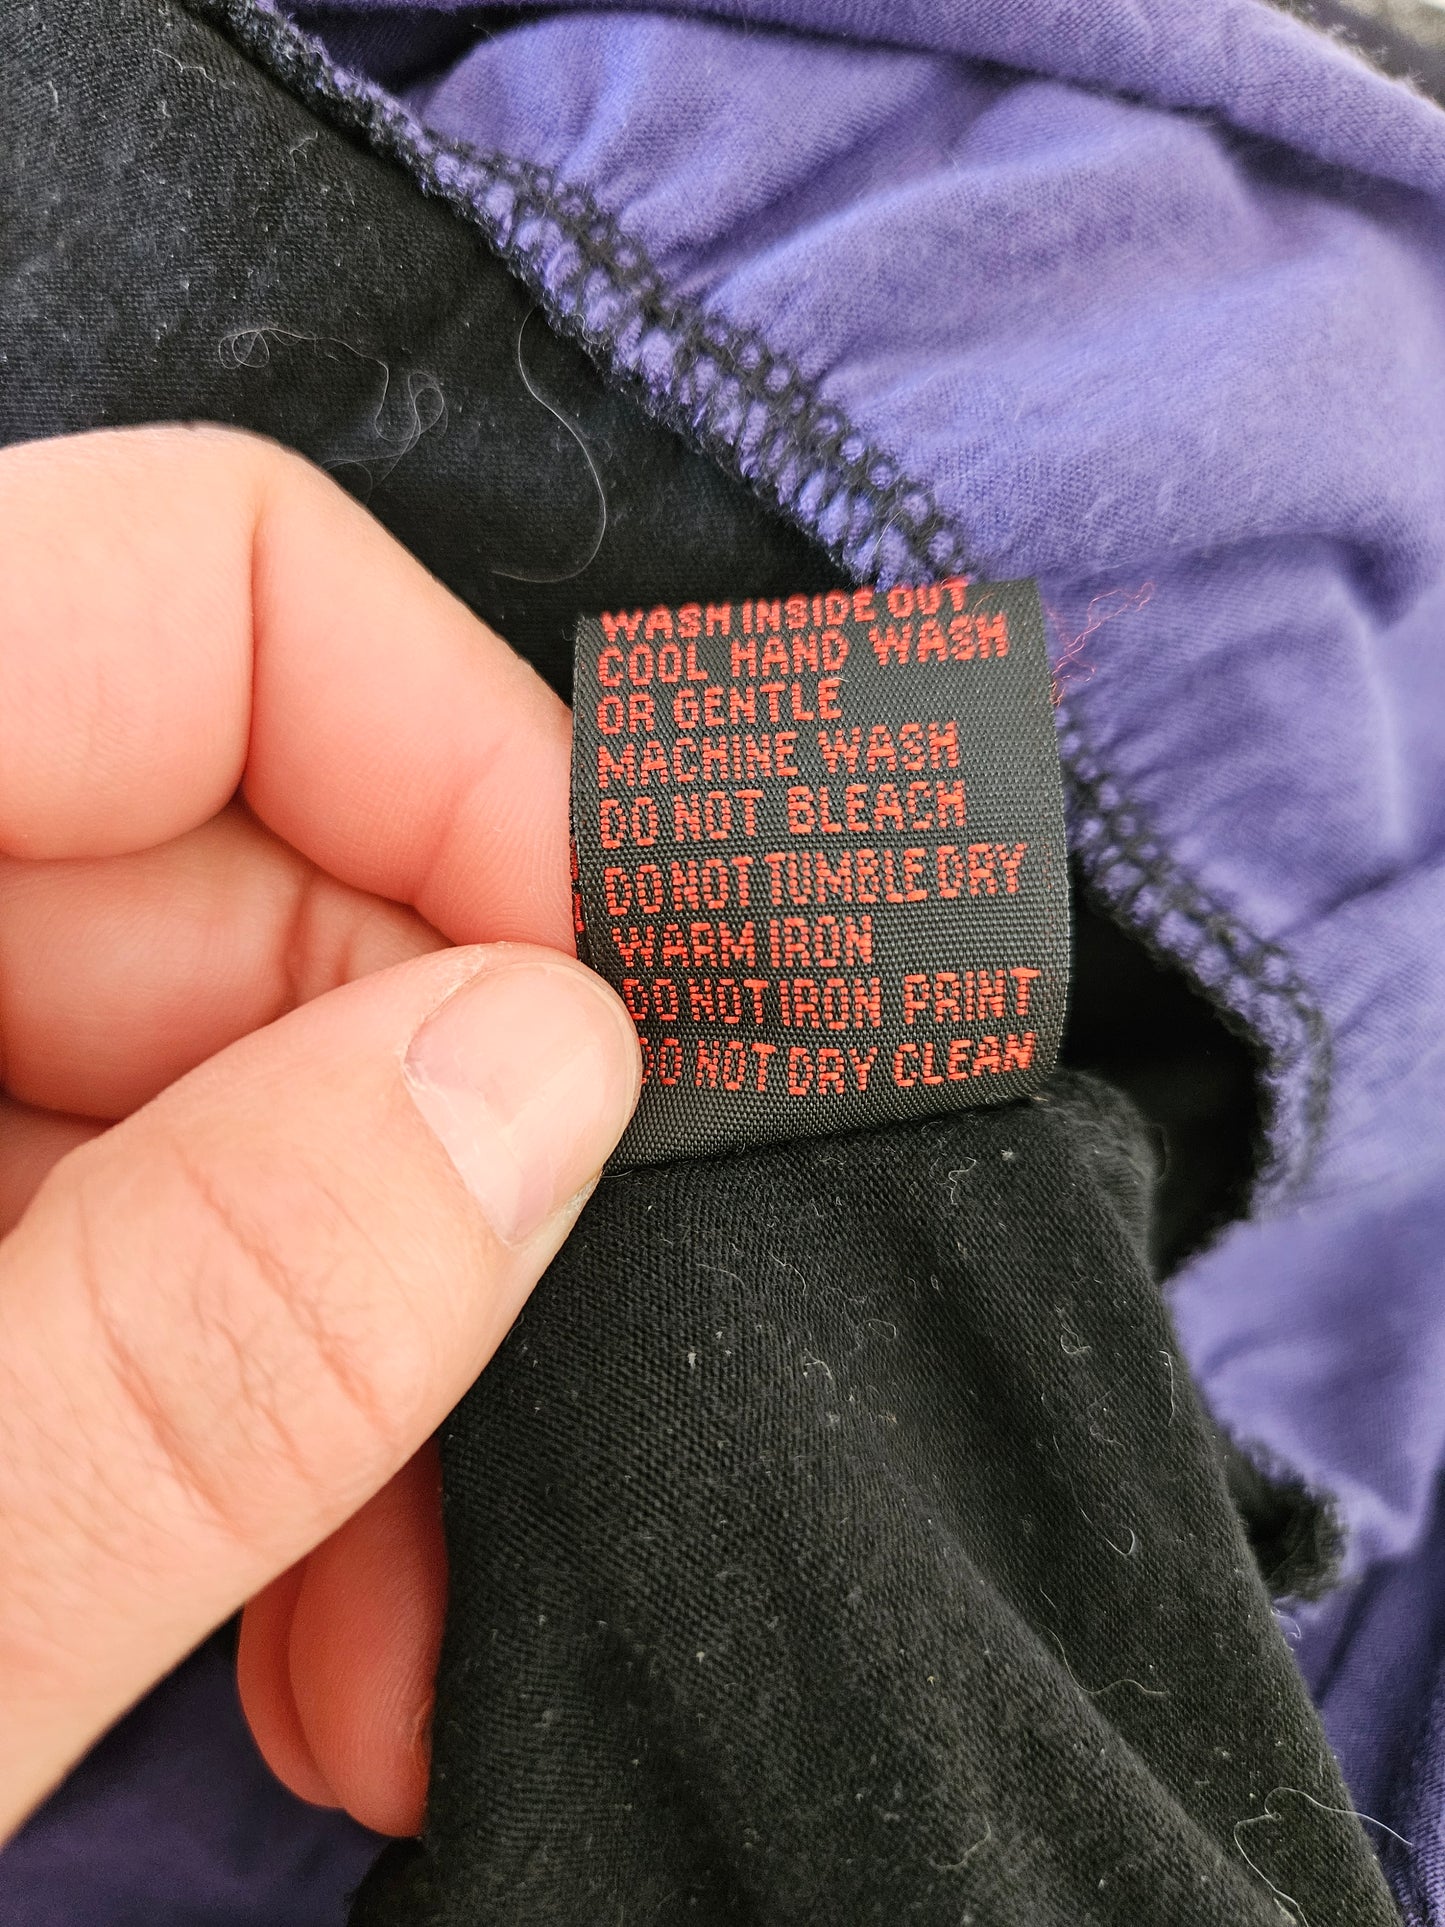 WASH INSIDE OUT
COOL HAND WASH
OR GENTLE
MACHINE WASH
DO NOT BLEACH
DO NOT TUMBLE DRY
WARM IRON
DO NOT IRON PRINT
DO NOT DRY CLEAN